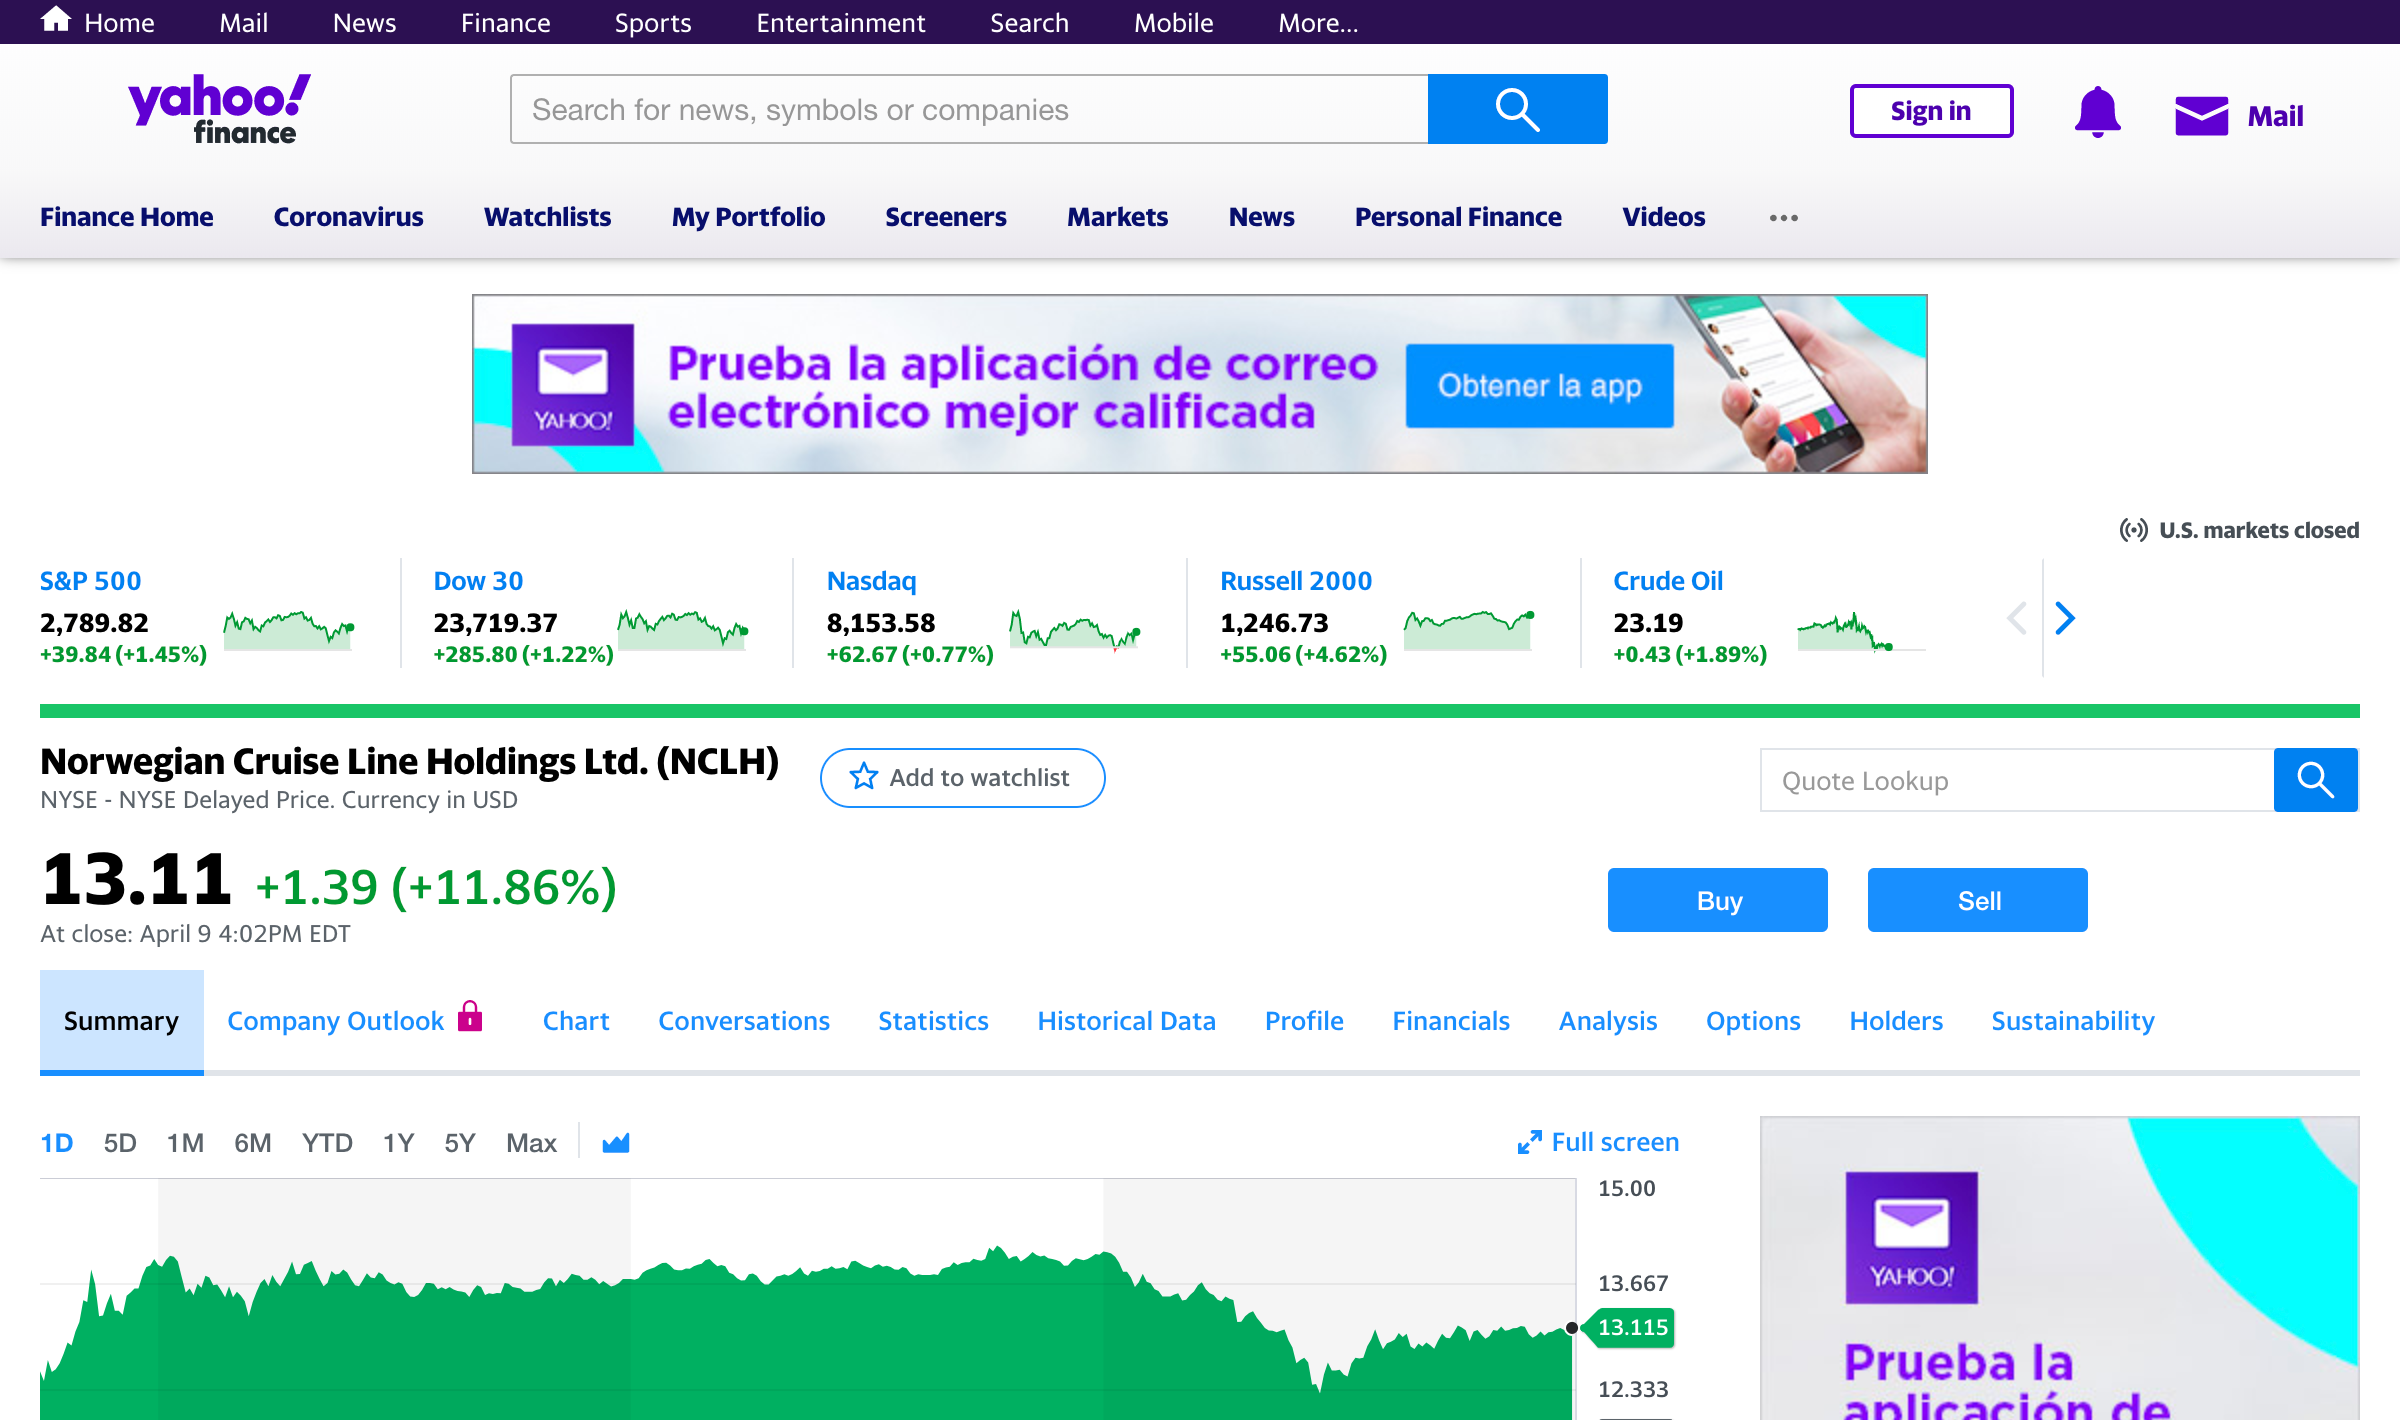 Home Mail News Finance Sports Entertainment Search Mobile More...
yahoo!
finance
Search for news, symbols or companies
Sign in
Mail
Finance Home Coronavirus Watchlists My Portfolio Screeners Markets News Personal Finance Videos
YAHOO!
Prueba la aplicación de correo
electrónico mejor calificada
Obtener la app
U.S. markets closed
S&P 500
2,789.82
+39.84 (+1.45%)
Dow 30
23,719.37
+285.80 (+1.22%)
Nasdaq
8,153.58
+62.67 (+0.77%)
Russell 2000
1,246.73
+55.06 (+4.62%)
Crude Oil
23.19
+0.43 (+1.89%)
Norwegian Cruise Line Holdings Ltd. (NCLH)
NYSE - NYSE Delayed Price. Currency in USD
Add to watchlist
Quote Lookup
13.11 +1.39 (+11.86%)
At close: April 9 4:02PM EDT
Buy
Sell
Summary Company Outlook Chart Conversations Statistics Historical Data Profile Financials Analysis Options Holders Sustainability
1D 5D 1M 6M YTD 1Y 5Y Max
Full screen
15.00
13.667
13.115
12.333
YAHOO!
Prueba la
aplicación de